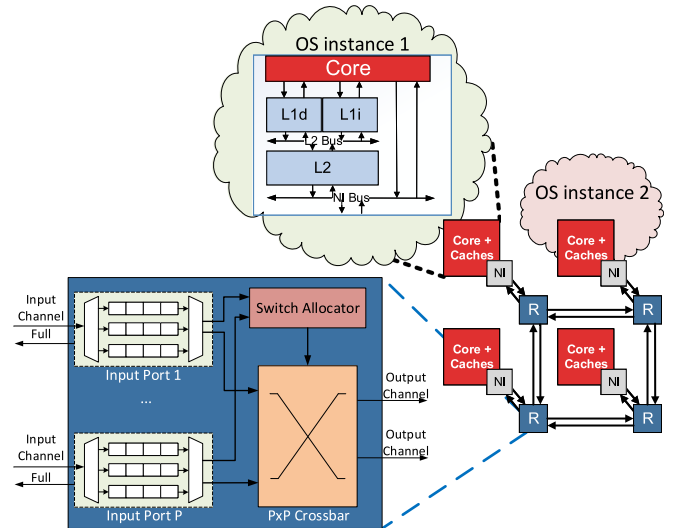 OS instance 1
Core
L1d
L1i
L2 Bus
L2
NI Bus
OS instance 2
Core +
Caches
NI
R
Core +
Caches
NI
R
Core +
Caches
NI
R
Core +
Caches
NI
R
Input
Channel
Full
Input Port 1
...
Input
Channel
Full
Input Port P
Switch Allocator
PxP Crossbar
Output
Channel
Output
Channel